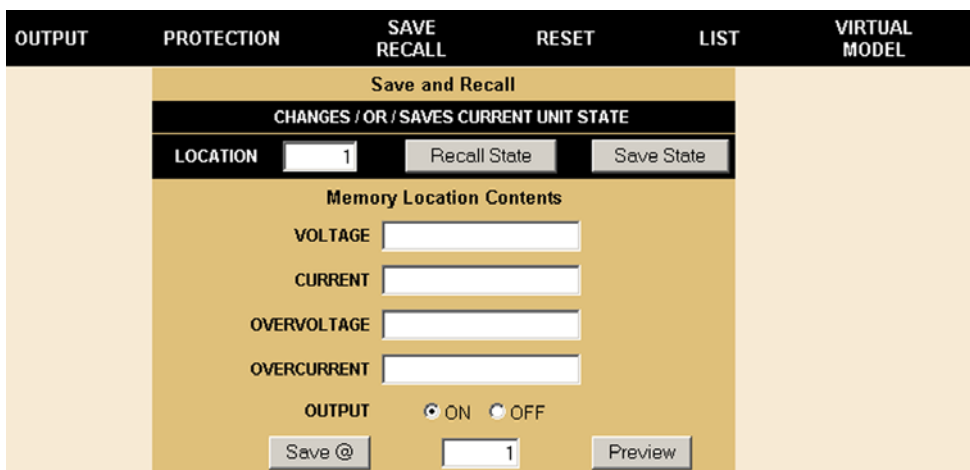 OUTPUT PROTECTION SAVE RECALL RESET LIST VIRTUAL MODEL
Save and Recall
CHANGES / OR / SAVES CURRENT UNIT STATE
LOCATION 1 Recall State Save State
Memory Location Contents
VOLTAGE
CURRENT
OVERVOLTAGE
OVERCURRENT
OUTPUT ON OFF
Save @ 1 Preview